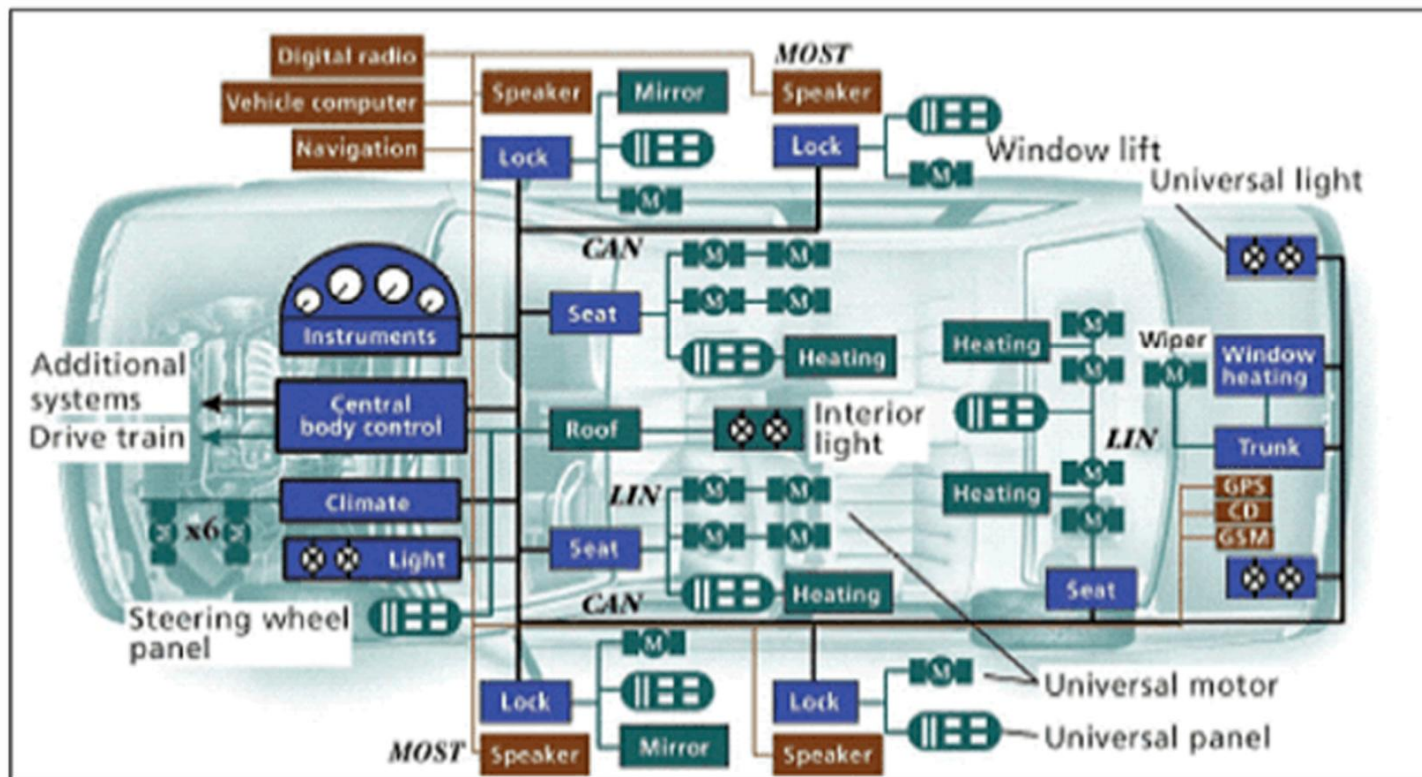 Digital radio
MOST
Speaker
Mirror
Speaker
Vehicle computer
Navigation
Lock
Lock
M
M
Window lift
Universal light
CAN
M M
Instruments
Seat
M M
Heating
Heating
M
M
Wiper
M
Window
heating
Additional
systems
Drive train
Central
body control
Roof
Interior
light
LIN
Trunk
Climate
LIN
M M
Heating
M
M
GPS
CD
GSM
x6
Light
Seat
M M
Heating
Seat
CAN
Steering wheel
panel
M
Lock
Lock
M
Universal motor
MOST
Speaker
Mirror
Speaker
Universal panel